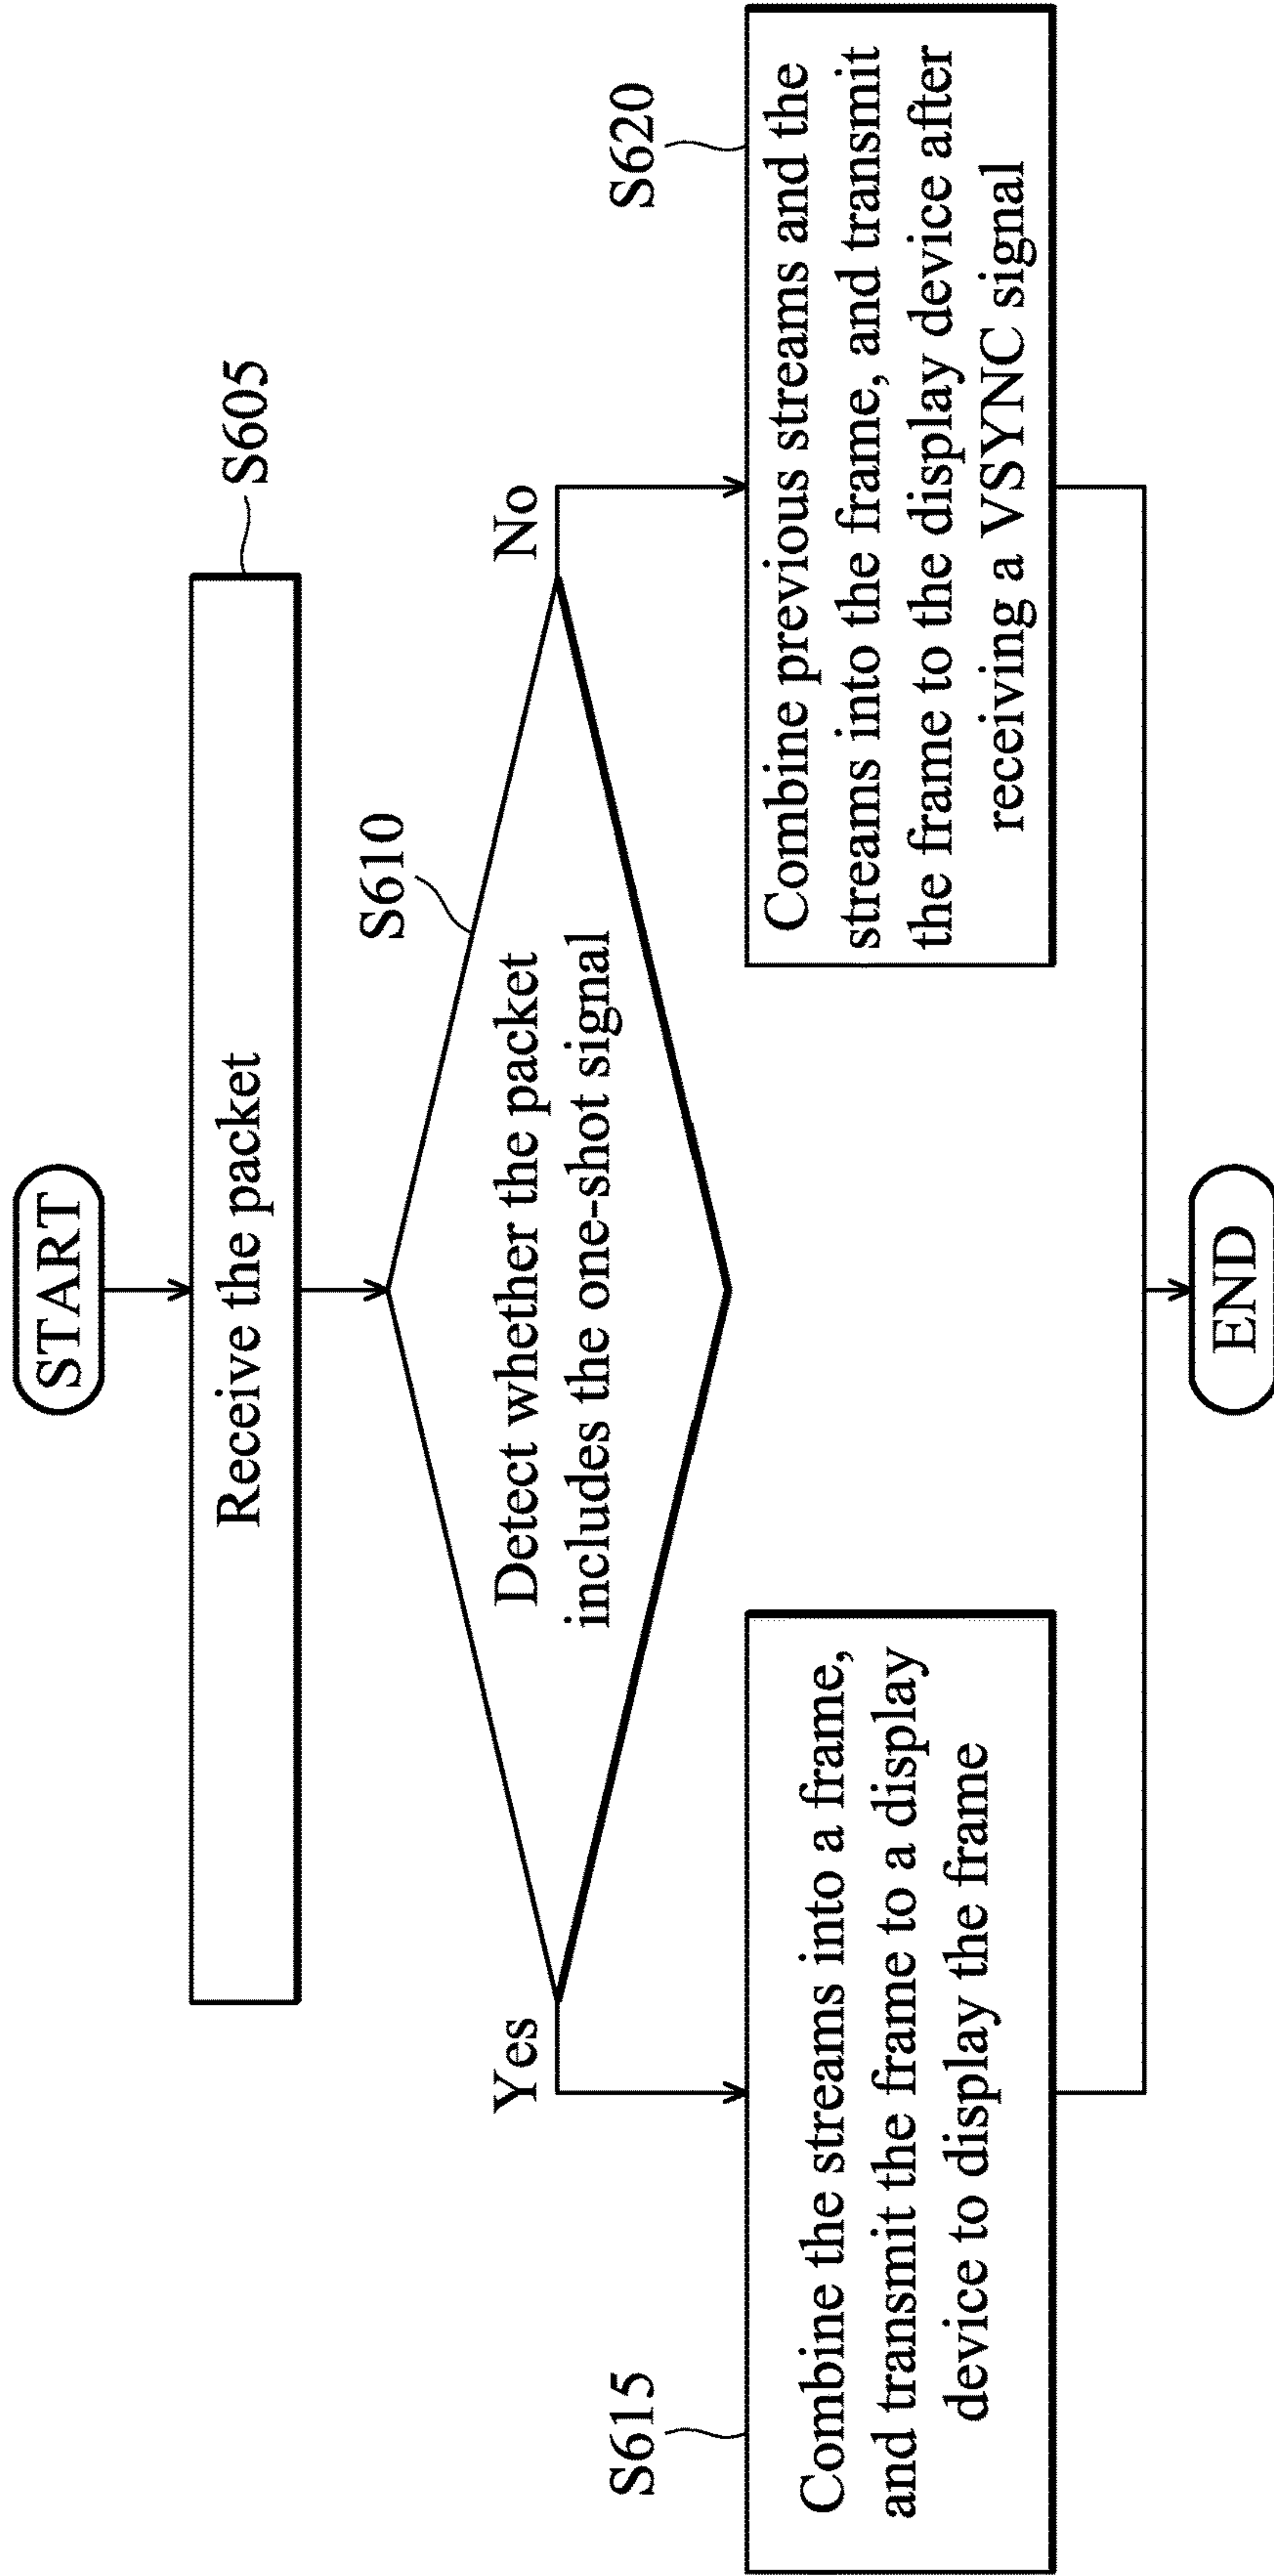 START
S605
Receive the packet
S610
Detect whether the packet
includes the one-shot signal
Yes
No
S615
Combine the streams into a frame,
and transmit the frame to a display
device to display the frame
S620
Combine previous streams and the
streams into the frame, and transmit
the frame to the display device after
receiving a VSYNC signal
END